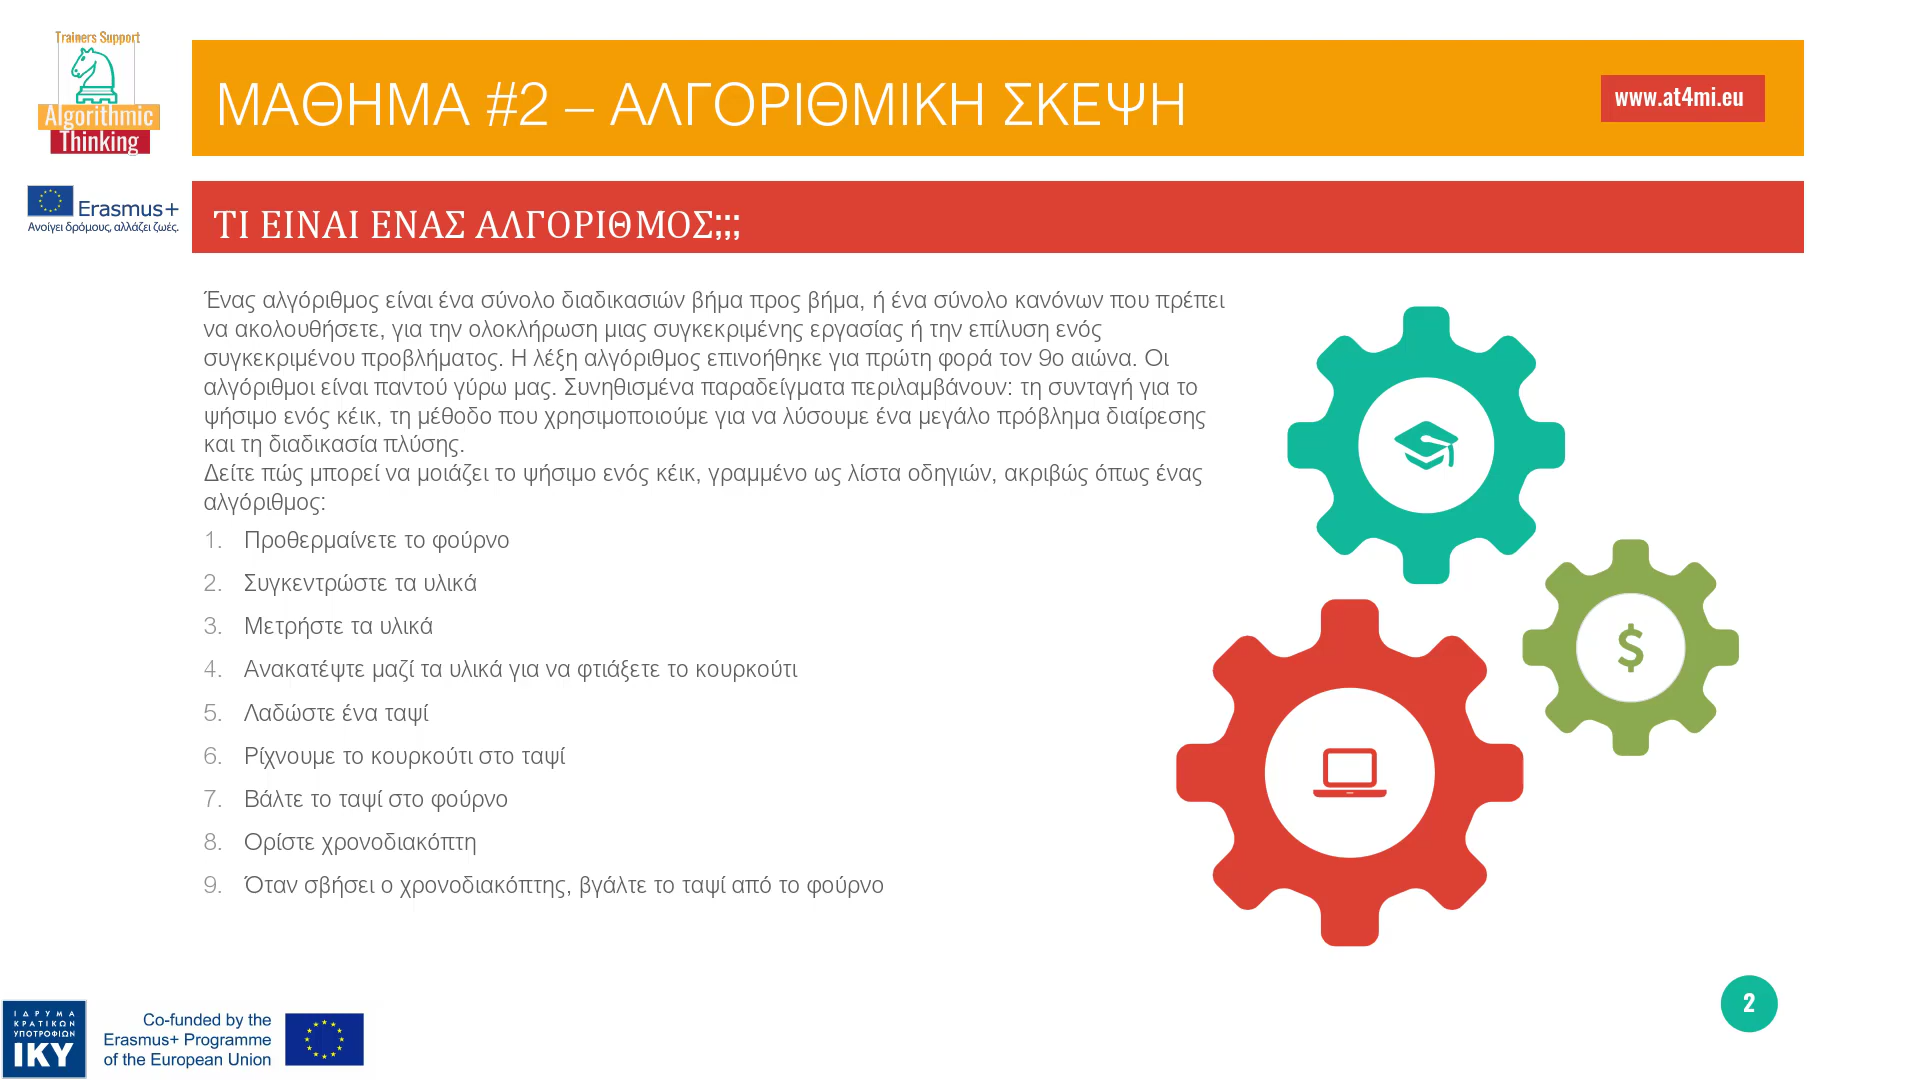 Trainers Support
Algorithmic
Thinking
ΜΑΘΗΜΑ #2 – ΑΛΓΟΡΙΘΜΙΚΗ ΣΚΕΨΗ
www.at4mi.eu
Erasmus+
Ανοίγει δρόμους, αλλάζει ζωές.
ΤΙ ΕΙΝΑΙ ΕΝΑΣ ΑΛΓΟΡΙΘΜΟΣ;;;
Ένας αλγόριθμος είναι ένα σύνολο διαδικασιών βήμα προς βήμα, ή ένα σύνολο κανόνων που πρέπει
να ακολουθήσετε, για την ολοκλήρωση μιας συγκεκριμένης εργασίας ή την επίλυση ενός
συγκεκριμένου προβλήματος. Η λέξη αλγόριθμος επινοήθηκε για πρώτη φορά τον 9ο αιώνα. Οι
αλγόριθμοι είναι παντού γύρω μας. Συνηθισμένα παραδείγματα περιλαμβάνουν: τη συνταγή για το
ψήσιμο ενός κέικ, τη μέθοδο που χρησιμοποιούμε για να λύσουμε ένα μεγάλο πρόβλημα διαίρεσης
και τη διαδικασία πλύσης.
Δείτε πώς μπορεί να μοιάζει το ψήσιμο ενός κέικ, γραμμένο ως λίστα οδηγιών, ακριβώς όπως ένας
αλγόριθμος:
1. Προθερμαίνετε το φούρνο
2. Συγκεντρώστε τα υλικά
3. Μετρήστε τα υλικά
4. Ανακατέψτε μαζί τα υλικά για να φτιάξετε το κουρκούτι
5. Λαδώστε ένα ταψί
6. Ρίχνουμε το κουρκούτι στο ταψί
7. Βάλτε το ταψί στο φούρνο
8. Ορίστε χρονοδιακόπτη
9. Όταν σβήσει ο χρονοδιακόπτης, βγάλτε το ταψί από το φούρνο
$
2
ΙΔΡΥΜΑ
ΚΡΑΤΙΚΩΝ
ΥΠΟΤΡΟΦΙΩΝ
ΙΚΥ
Co-funded by the
Erasmus+ Programme
of the European Union